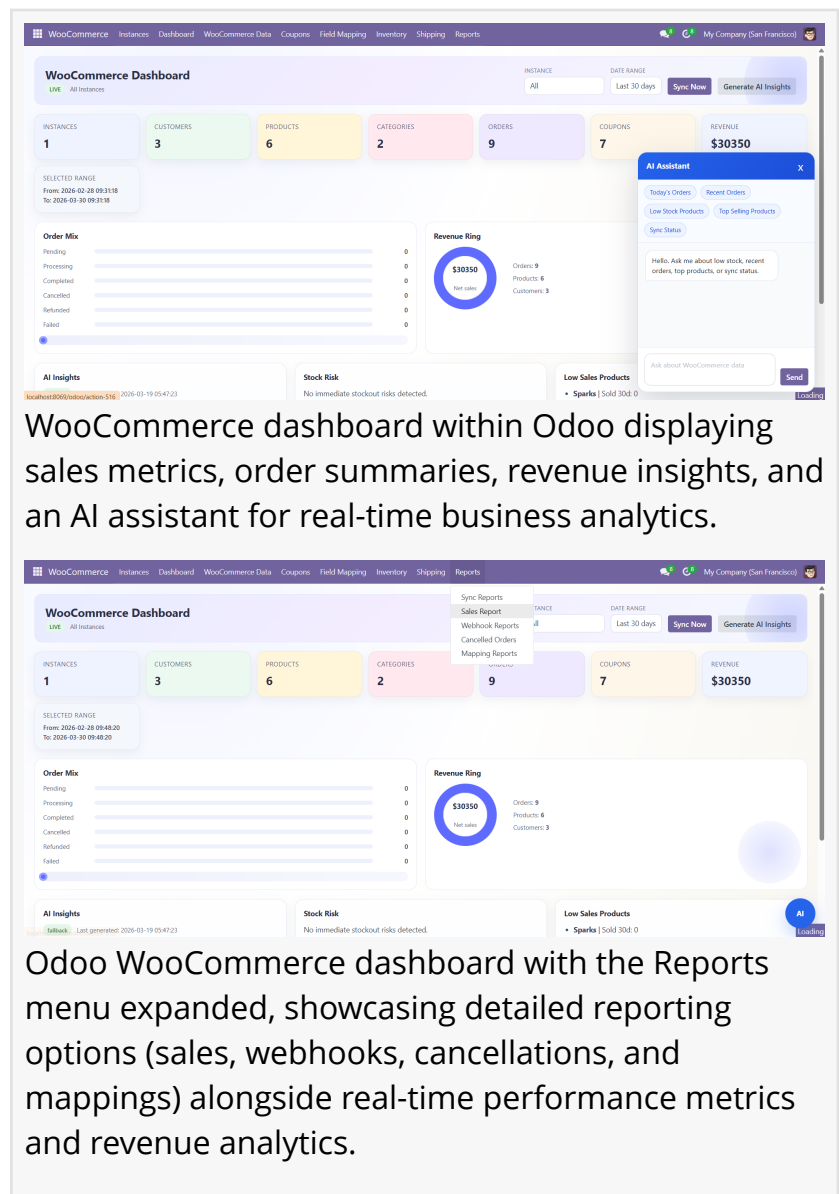 WooCommerce Instances Dashboard WooCommerce Data Coupons Field Mapping Inventory Shipping Reports 8 8 My Company (San Francisco)
WooCommerce Dashboard
LIVE All Instances
INSTANCE DATE RANGE
All Last 30 days Sync Now Generate AI Insights
INSTANCES CUSTOMERS PRODUCTS CATEGORIES ORDERS COUPONS REVENUE
1 3 6 2 9 7 $30350
SELECTED RANGE
From: 2026-02-28 09:31:18
To: 2026-03-30 09:31:18
AI Assistant X
Today's Orders Recent Orders
Low Stock Products Top Selling Products
Sync Status
Hello. Ask me about low stock, recent
orders, top products, or sync status.
Ask about WooCommerce data
Send
Order Mix
Pending 0
Processing 0
Completed 0
Cancelled 0
Refunded 0
Failed 0
Revenue Ring
$30350
Net sales
Orders: 9
Products: 6
Customers: 3
AI Insights Stock Risk Low Sales Products
2026-03-19 05:47:23 No immediate stockout risks detected. • Sparks | Sold 30d: 0
localhost:8069/odoo/action-516 Loading
WooCommerce dashboard within Odoo displaying
sales metrics, order summaries, revenue insights, and
an AI assistant for real-time business analytics.
WooCommerce Instances Dashboard WooCommerce Data Coupons Field Mapping Inventory Shipping Reports 8 8 My Company (San Francisco)
Sync Reports
Sales Report
Webhook Reports
Cancelled Orders
Mapping Reports
WooCommerce Dashboard
LIVE All Instances
DATE RANGE
Last 30 days Sync Now Generate AI Insights
INSTANCES CUSTOMERS PRODUCTS CATEGORIES ORDERS COUPONS REVENUE
1 3 6 2 9 7 $30350
SELECTED RANGE
From: 2026-02-28 09:48:20
To: 2026-03-30 09:48:20
Order Mix
Pending 0
Processing 0
Completed 0
Cancelled 0
Refunded 0
Failed 0
Revenue Ring
$30350
Net sales
Orders: 9
Products: 6
Customers: 3
AI Insights Stock Risk Low Sales Products
fallback Last generated: 2026-03-19 05:47:23 No immediate stockout risks detected. • Sparks | Sold 30d: 0
AI
Loading
Odoo WooCommerce dashboard with the Reports
menu expanded, showcasing detailed reporting
options (sales, webhooks, cancellations, and
mappings) alongside real-time performance metrics
and revenue analytics.